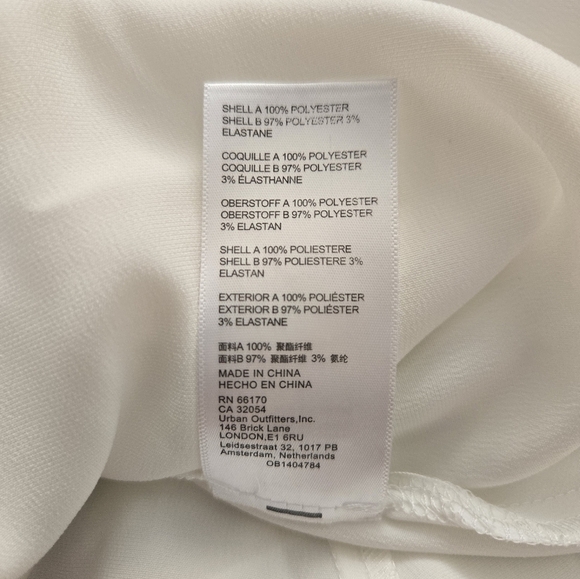 SHELL A 100% POLYESTER
SHELL B 97% POLYESTER 3%
ELASTANE
COQUILLE A 100% POLYESTER
COQUILLE B 97% POLYESTER
3% ÉLASTHANNE
OBERSTOFF A 100% POLYESTER
OBERSTOFF B 97% POLYESTER
3% ELASTAN
SHELL A 100% POLIESTERE
SHELL B 97% POLIESTERE 3%
ELASTAN
EXTERIOR A 100% POLIÉSTER
EXTERIOR B 97% POLIÉSTER
3% ELASTANE
面料A 100% 聚酯纤维
面料B 97% 聚酯纤维 3% 氨纶
MADE IN CHINA
HECHO EN CHINA
RN 66170
CA 32054
Urban Outfitters,Inc.
146 Brick Lane
LONDON,E1 6RU
Leidsestraat 32, 1017 PB
Amsterdam, Netherlands
OB1404784